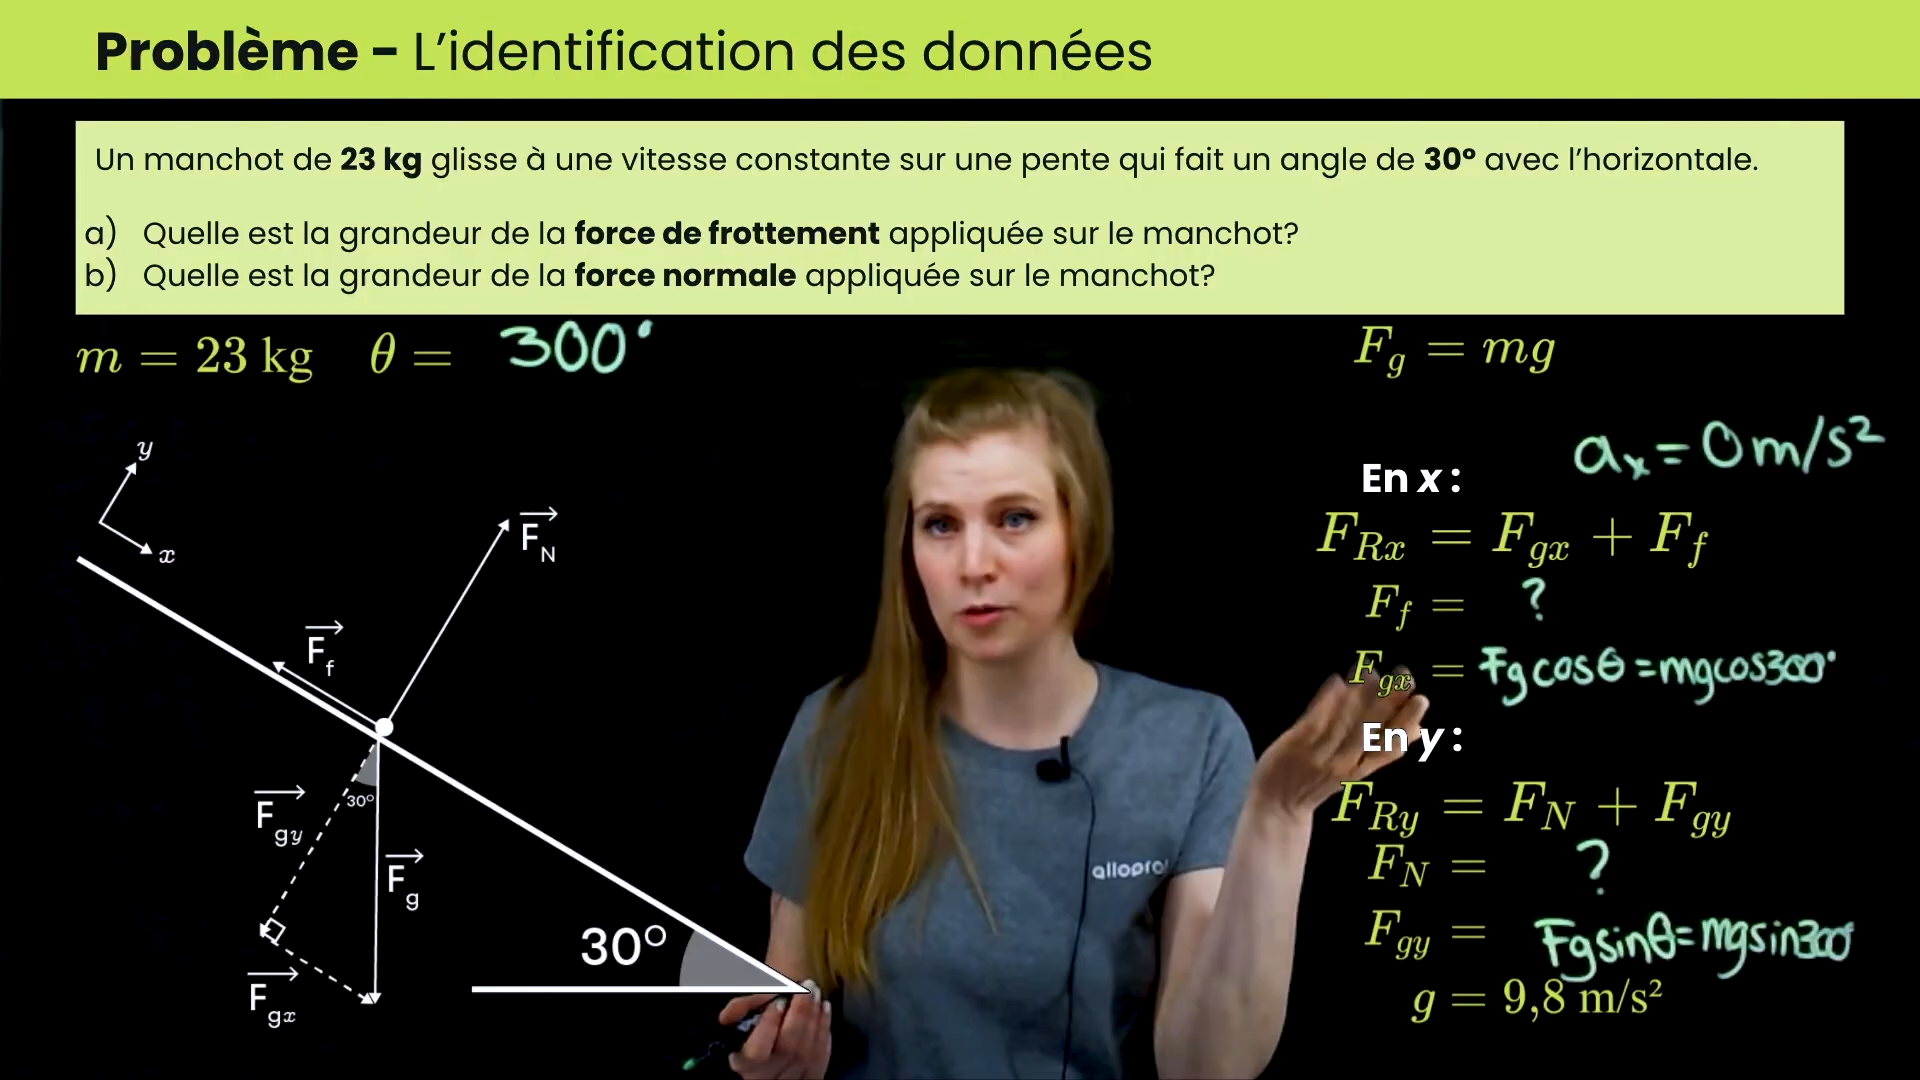 Problème - L'identification des données
Un manchot de 23 kg glisse à une vitesse constante sur une pente qui fait un angle de 30° avec l'horizontale.
a) Quelle est la grandeur de la force de frottement appliquée sur le manchot?
b) Quelle est la grandeur de la force normale appliquée sur le manchot?
m = 23 kg θ = 300°
y
x
F_N
F_f
30°
F_gy
F_g
F_gx
30°
alloprof
F_g = mg
a_x = 0 m/s²
En x :
F_Rx = F_gx + F_f
F_f = ?
F_gx = Fg cosθ = mg cos300°
En y :
F_Ry = F_N + F_gy
F_N = ?
F_gy = Fg sinθ = mg sin300°
g = 9,8 m/s²